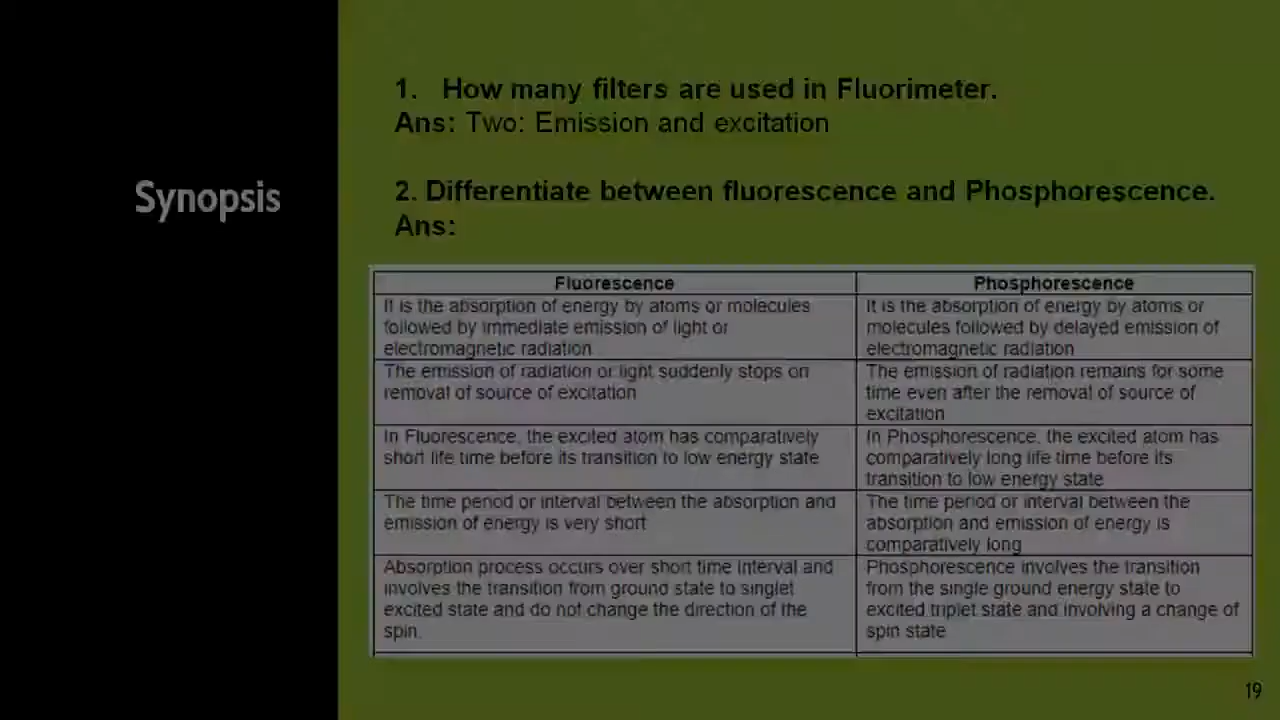 Synopsis
1. How many filters are used in Fluorimeter.
Ans: Two: Emission and excitation
2. Differentiate between fluorescence and Phosphorescence.
Ans:
Fluorescence
Phosphorescence
It is the absorption of energy by atoms or molecules
followed by immediate emission of light or
electromagnetic radiation
It is the absorption of energy by atoms or
molecules followed by delayed emission of
electromagnetic radiation
The emission of radiation or light suddenly stops on
removal of source of excitation
The emission of radiation remains for some
time even after the removal of source of
excitation
In Fluorescence, the excited atom has comparatively
short life time before its transition to low energy state
In Phosphorescence, the excited atom has
comparatively long life time before its
transition to low energy state
The time period or interval between the absorption and
emission of energy is very short
The time period or interval between the
absorption and emission of energy is
comparatively long
Absorption process occurs over short time interval and
involves the transition from ground state to singlet
excited state and do not change the direction of the
spin.
Phosphorescence involves the transition
from the single ground energy state to
excited triplet state and involving a change of
spin state
19